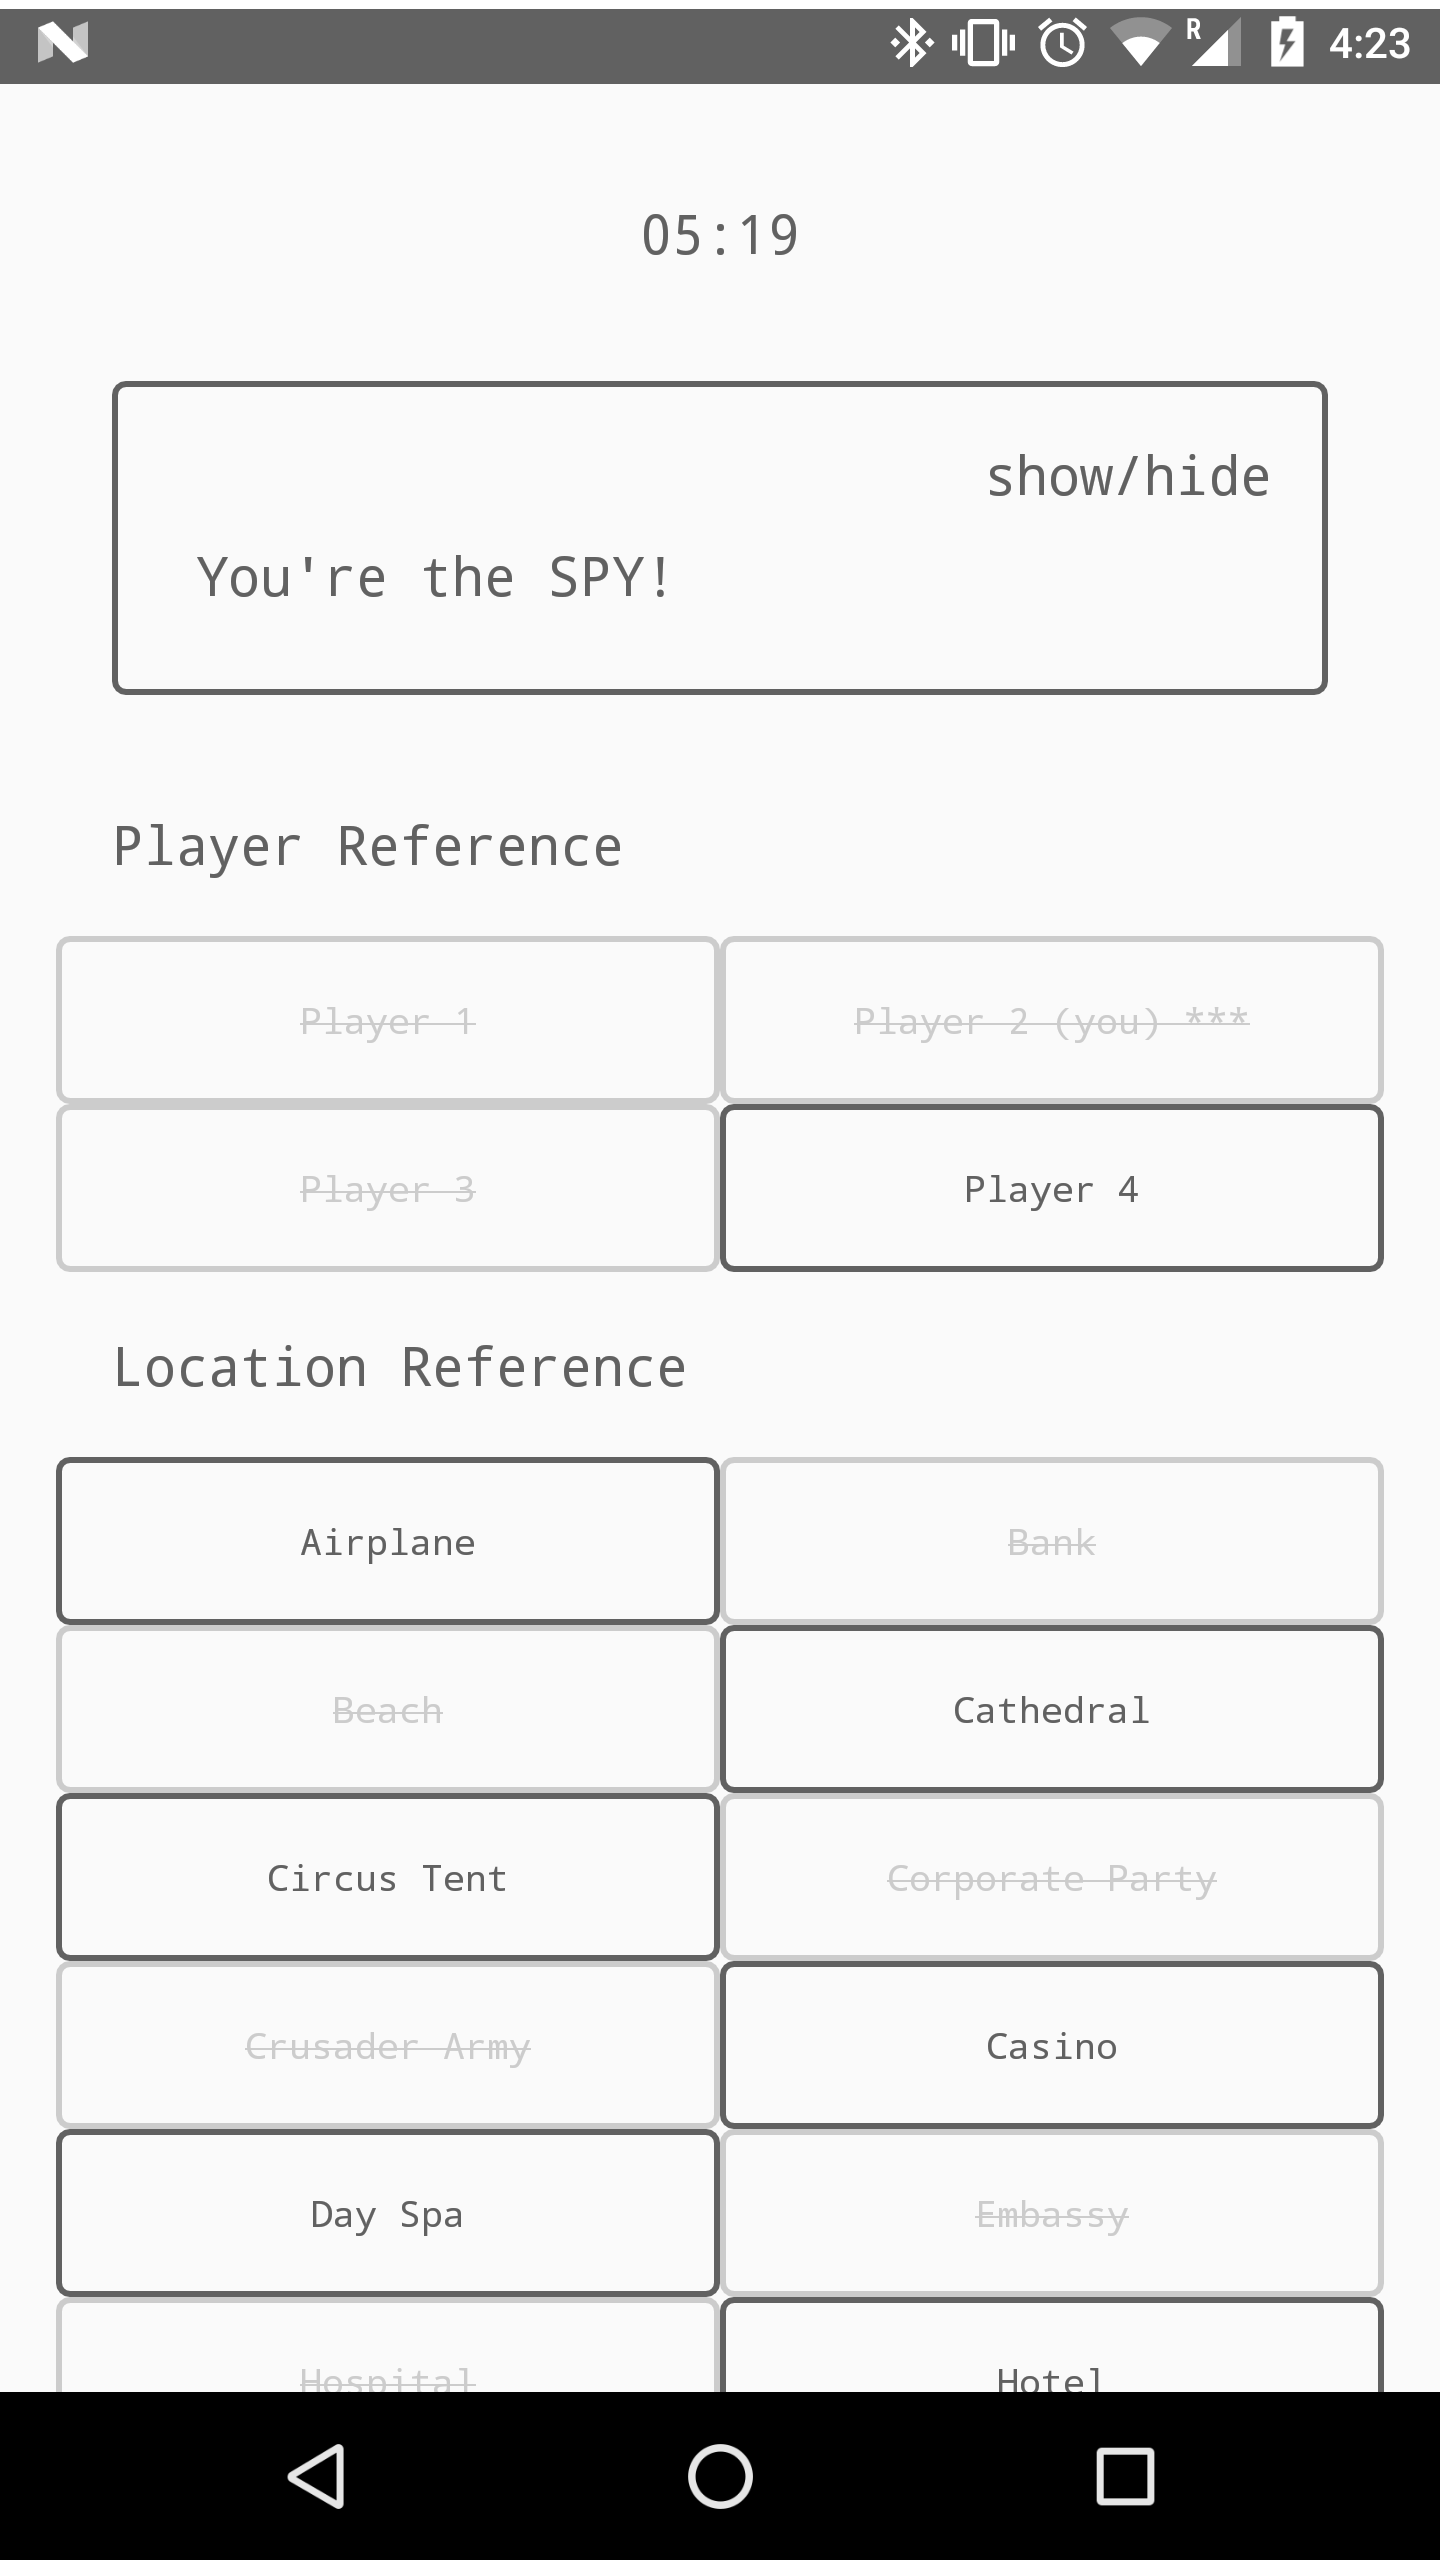 R 4:23
05:19
show/hide
You're the SPY!
Player Reference
Player 1 Player 2 (you) ***
Player 3 Player 4
Location Reference
Airplane Bank
Beach Cathedral
Circus Tent Corporate Party
Crusader Army Casino
Day Spa Embassy
Hospital Hotel